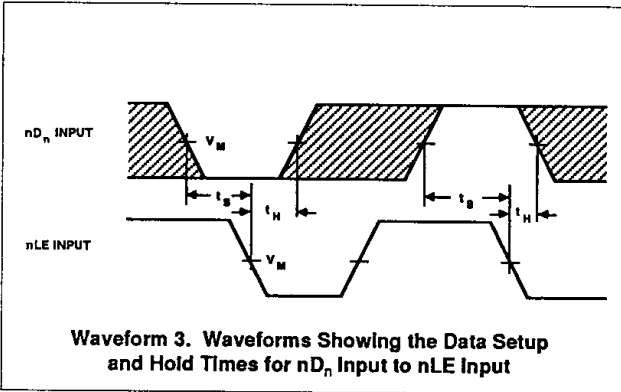 nDn INPUT
VM
ts
tH
ts
tH
nLE INPUT
VM
Waveform 3. Waveforms Showing the Data Setup
and Hold Times for nDn Input to nLE Input